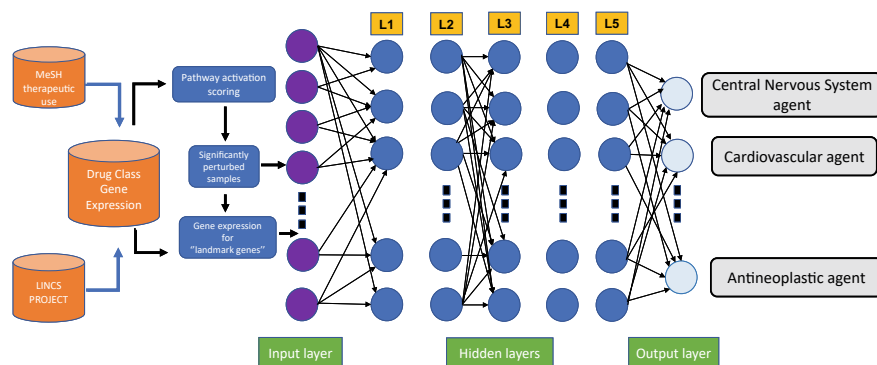 L1
L2
L3
L4
L5
MeSH
therapeutic
use
Pathway activation
scoring
Central Nervous System
agent
Drug Class
Gene
Expression
Significantly
perturbed
samples
Cardiovascular agent
Gene expression
for
"landmark genes"
LINCS
PROJECT
Antineoplastic agent
Input layer
Hidden layers
Output layer